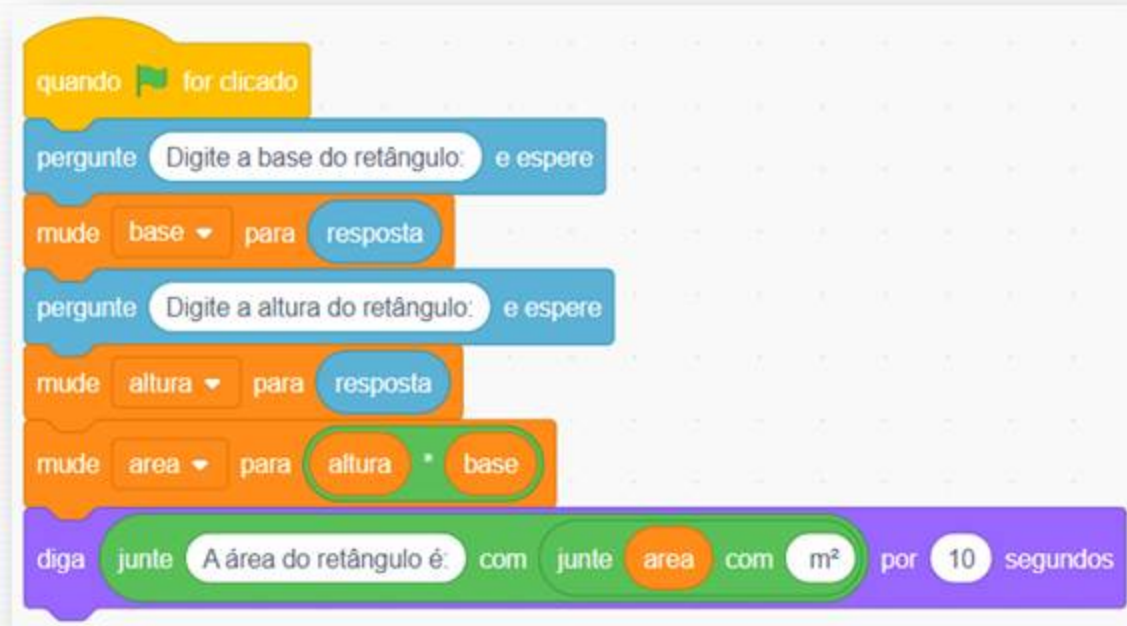 quando for clicado
pergunte Digite a base do retângulo: e espere
mude base para resposta
pergunte Digite a altura do retângulo: e espere
mude altura para resposta
mude area para altura * base
diga junte A área do retângulo é: com junte area com m² por 10 segundos